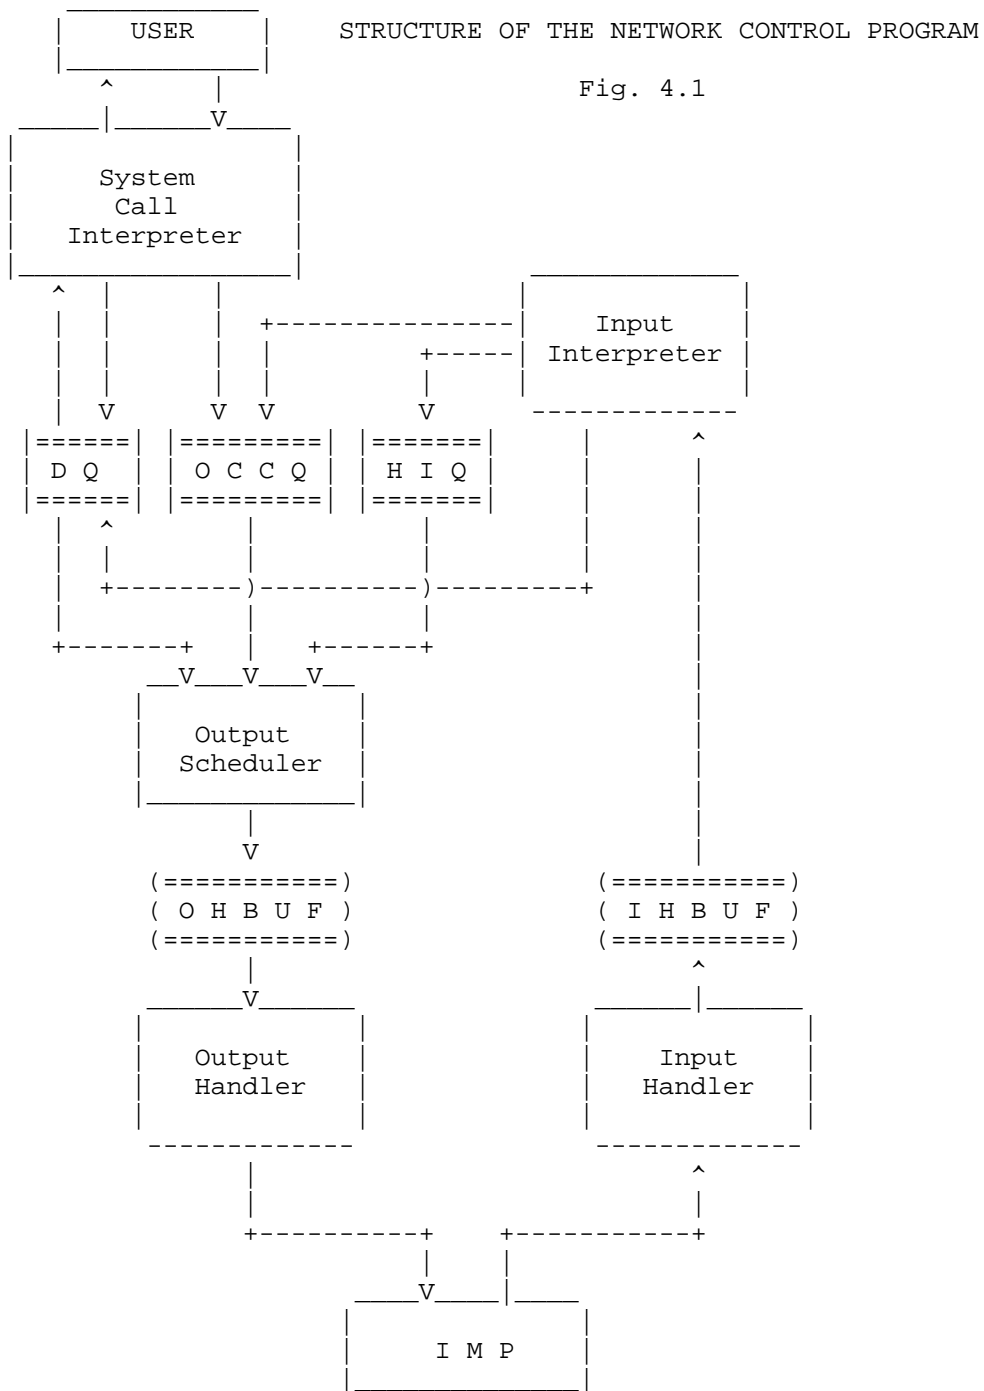 USER
STRUCTURE OF THE NETWORK CONTROL PROGRAM
Fig. 4.1
System
Call
Interpreter
Input
Interpreter
D Q
O C C Q
H I Q
Output
Scheduler
( O H B U F )
( I H B U F )
Output
Handler
Input
Handler
I M P